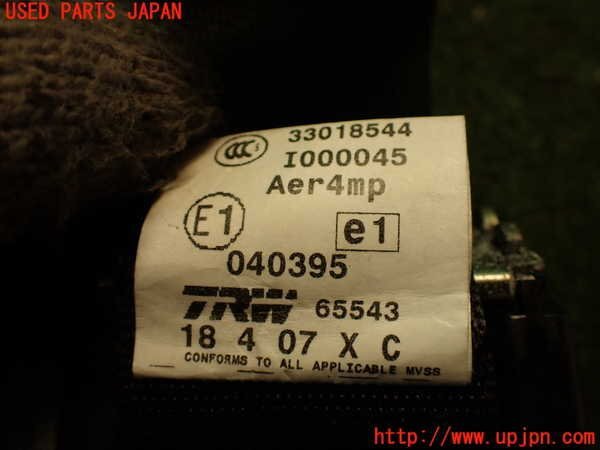 USED PARTS JAPAN
CCC S 33018544
I000045
Aer4mp
E1 e1
040395
TRW 65543
18 4 07 X C
CONFORMS TO ALL APPLICABLE MVSS
http://www.upjpn.com/